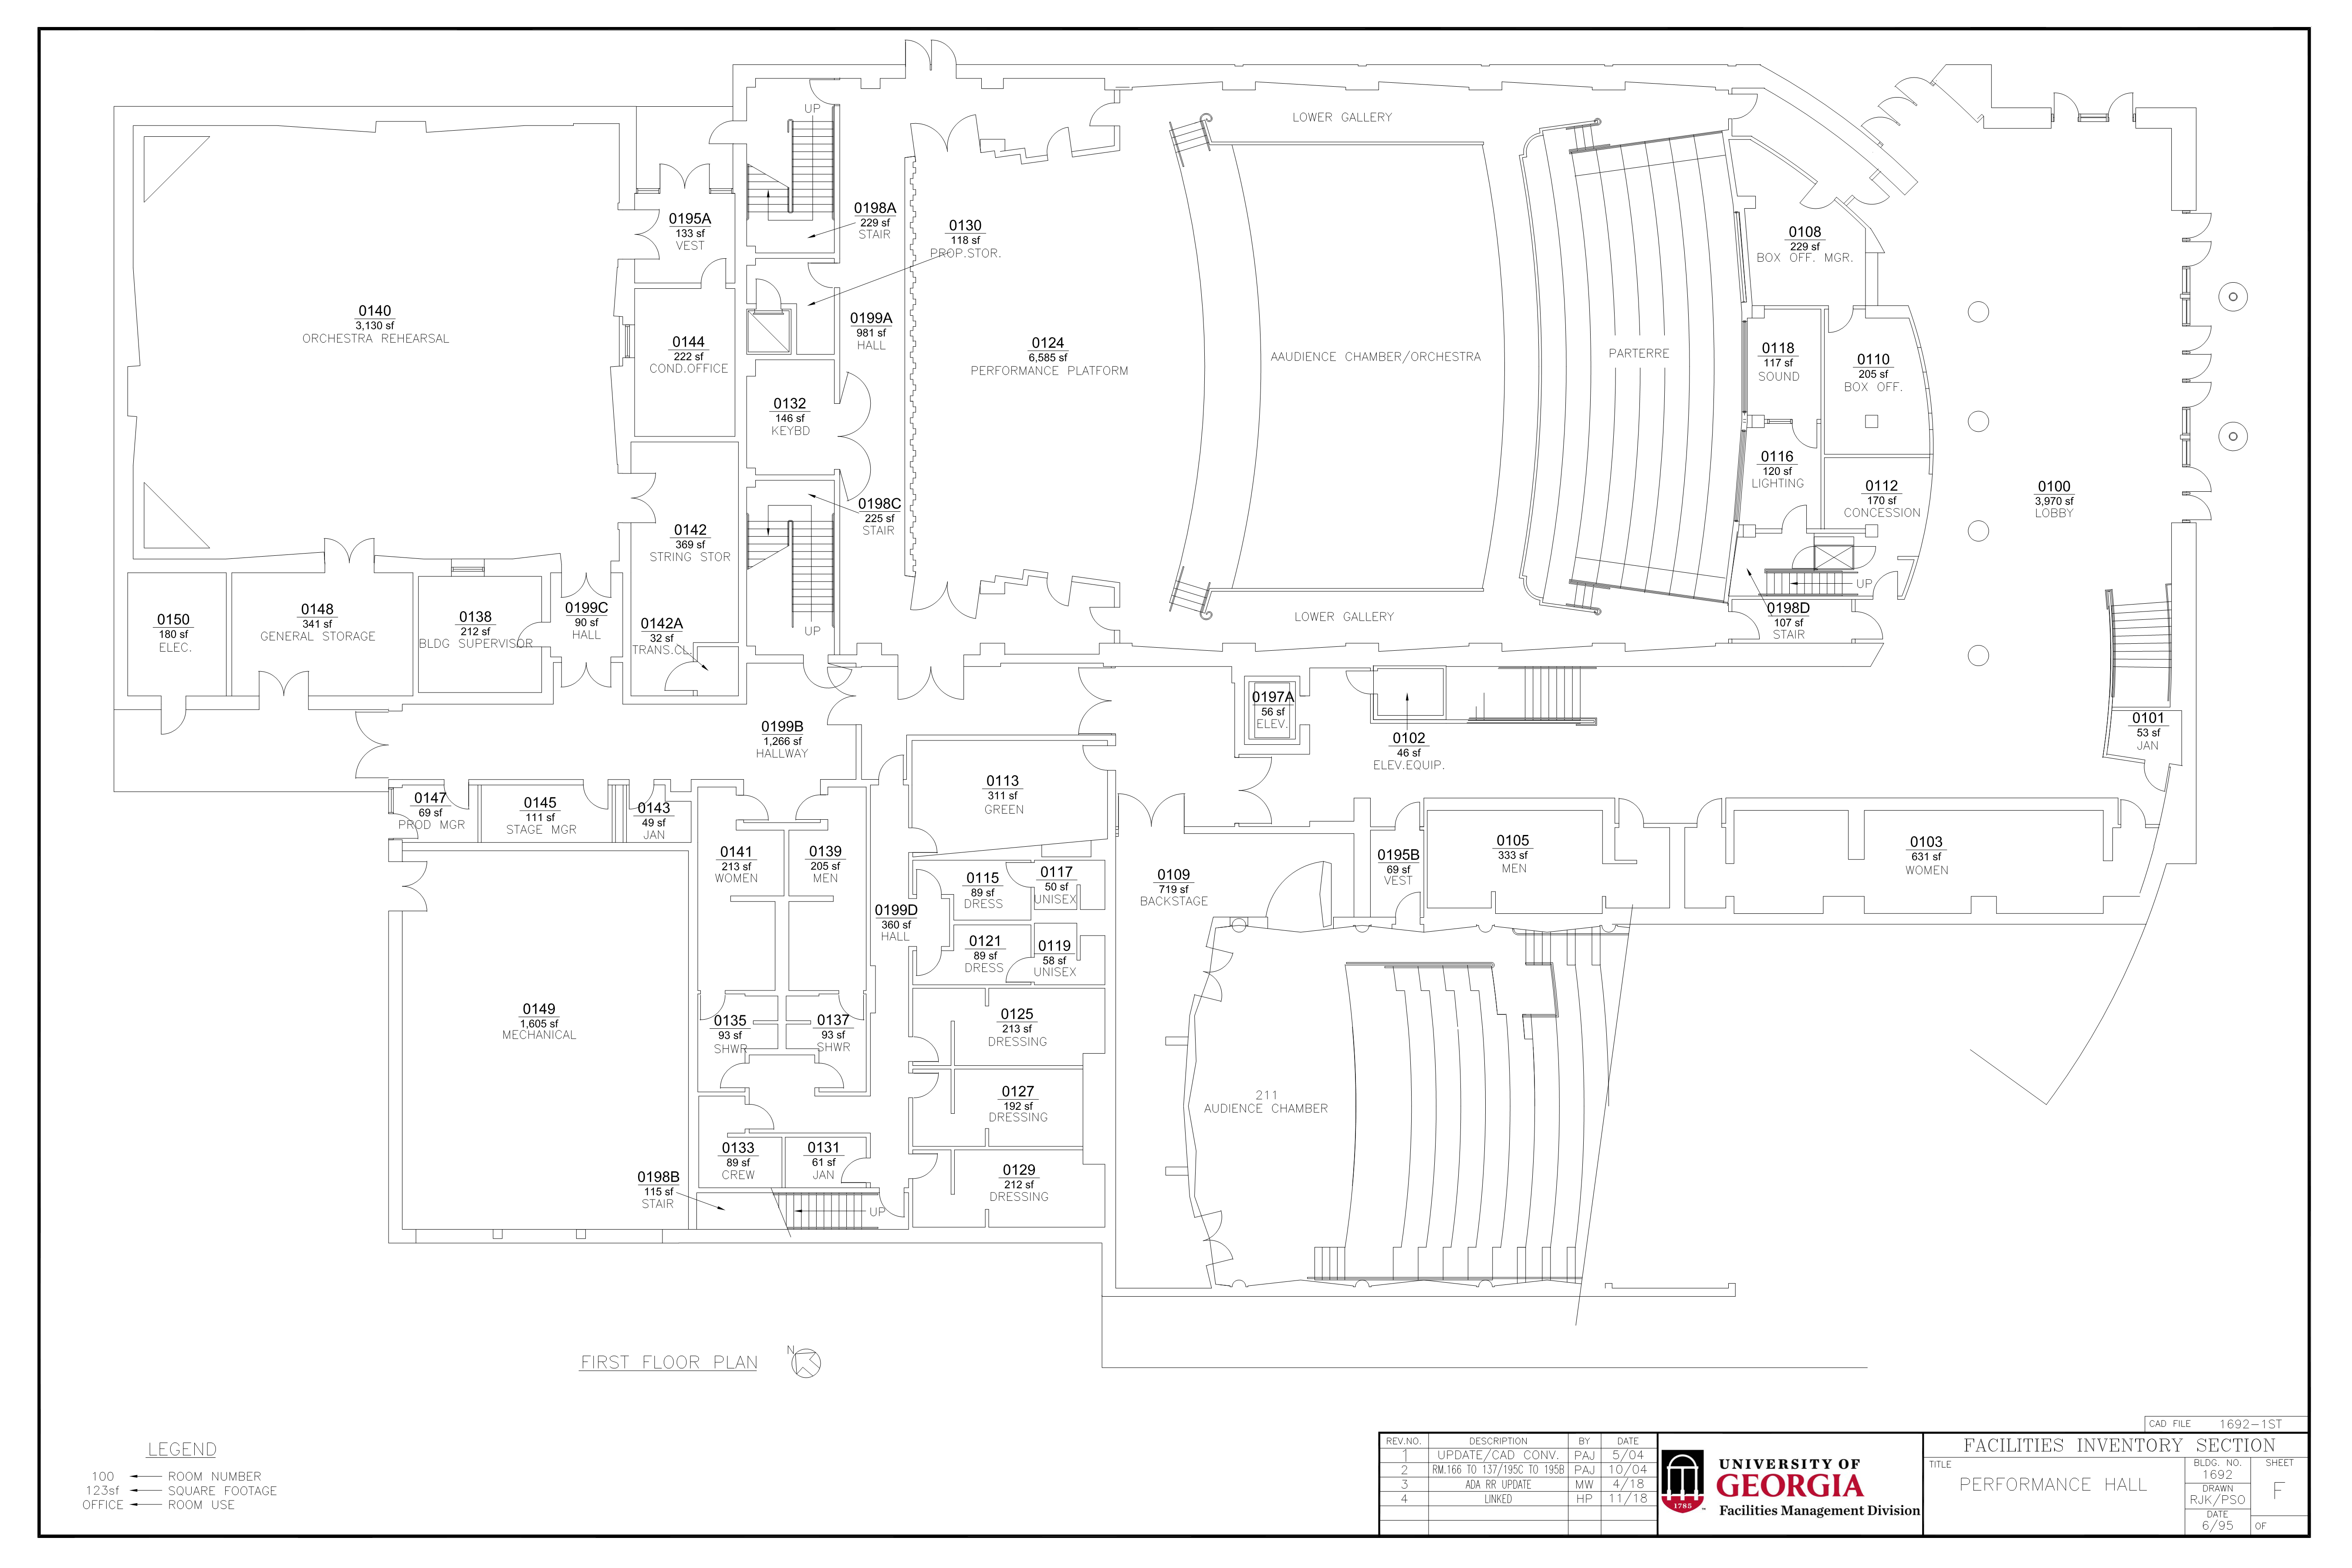 UP
LOWER GALLERY
0198A
229 sf
STAIR
0195A
133 sf
VEST
0130
118 sf
PROP.STOR.
0108
229 sf
BOX OFF. MGR.
0140
3,130 sf
ORCHESTRA REHEARSAL
0144
222 sf
COND.OFFICE
0199A
981 sf
HALL
0124
6,585 sf
PERFORMANCE PLATFORM
AAUDIENCE CHAMBER/ORCHESTRA
PARTERRE
0118
117 sf
SOUND
0110
205 sf
BOX OFF.
0132
146 sf
KEYBD
0116
120 sf
LIGHTING
0112
170 sf
CONCESSION
0100
3,970 sf
LOBBY
0198C
225 sf
STAIR
0142
369 sf
STRING STOR
UP
0150
180 sf
ELEC.
0148
341 sf
GENERAL STORAGE
0138
212 sf
BLDG SUPERVISOR
0199C
90 sf
HALL
0142A
32 sf
TRANS.CL.
UP
LOWER GALLERY
0198D
107 sf
STAIR
0199B
1,266 sf
HALLWAY
0197A
56 sf
ELEV.
0102
46 sf
ELEV.EQUIP.
0101
53 sf
JAN
0147
69 sf
PROD MGR
0145
111 sf
STAGE MGR
0143
49 sf
JAN
0113
311 sf
GREEN
0141
213 sf
WOMEN
0139
205 sf
MEN
0115
89 sf
DRESS
0117
50 sf
UNISEX
0109
719 sf
BACKSTAGE
0195B
69 sf
VEST
0105
333 sf
MEN
0103
631 sf
WOMEN
0199D
360 sf
HALL
0121
89 sf
DRESS
0119
58 sf
UNISEX
0149
1,605 sf
MECHANICAL
0135
93 sf
SHWR
0137
93 sf
SHWR
0125
213 sf
DRESSING
0127
192 sf
DRESSING
211
AUDIENCE CHAMBER
0133
89 sf
CREW
0131
61 sf
JAN
0129
212 sf
DRESSING
0198B
115 sf
STAIR
UP
FIRST FLOOR PLAN
N
LEGEND
100 ROOM NUMBER
123sf SQUARE FOOTAGE
OFFICE ROOM USE
CAD FILE 1692-1ST
REV.NO. DESCRIPTION BY DATE
1 UPDATE/CAD CONV. PAJ 5/04
2 RM.166 TO 137/195C TO 195B PAJ 10/04
3 ADA RR UPDATE MW 4/18
4 LINKED HP 11/18
1785
UNIVERSITY OF
GEORGIA
Facilities Management Division
FACILITIES INVENTORY SECTION
TITLE
PERFORMANCE HALL
BLDG. NO.
1692
DRAWN
RJK/PSO
DATE
6/95
SHEET
F
OF